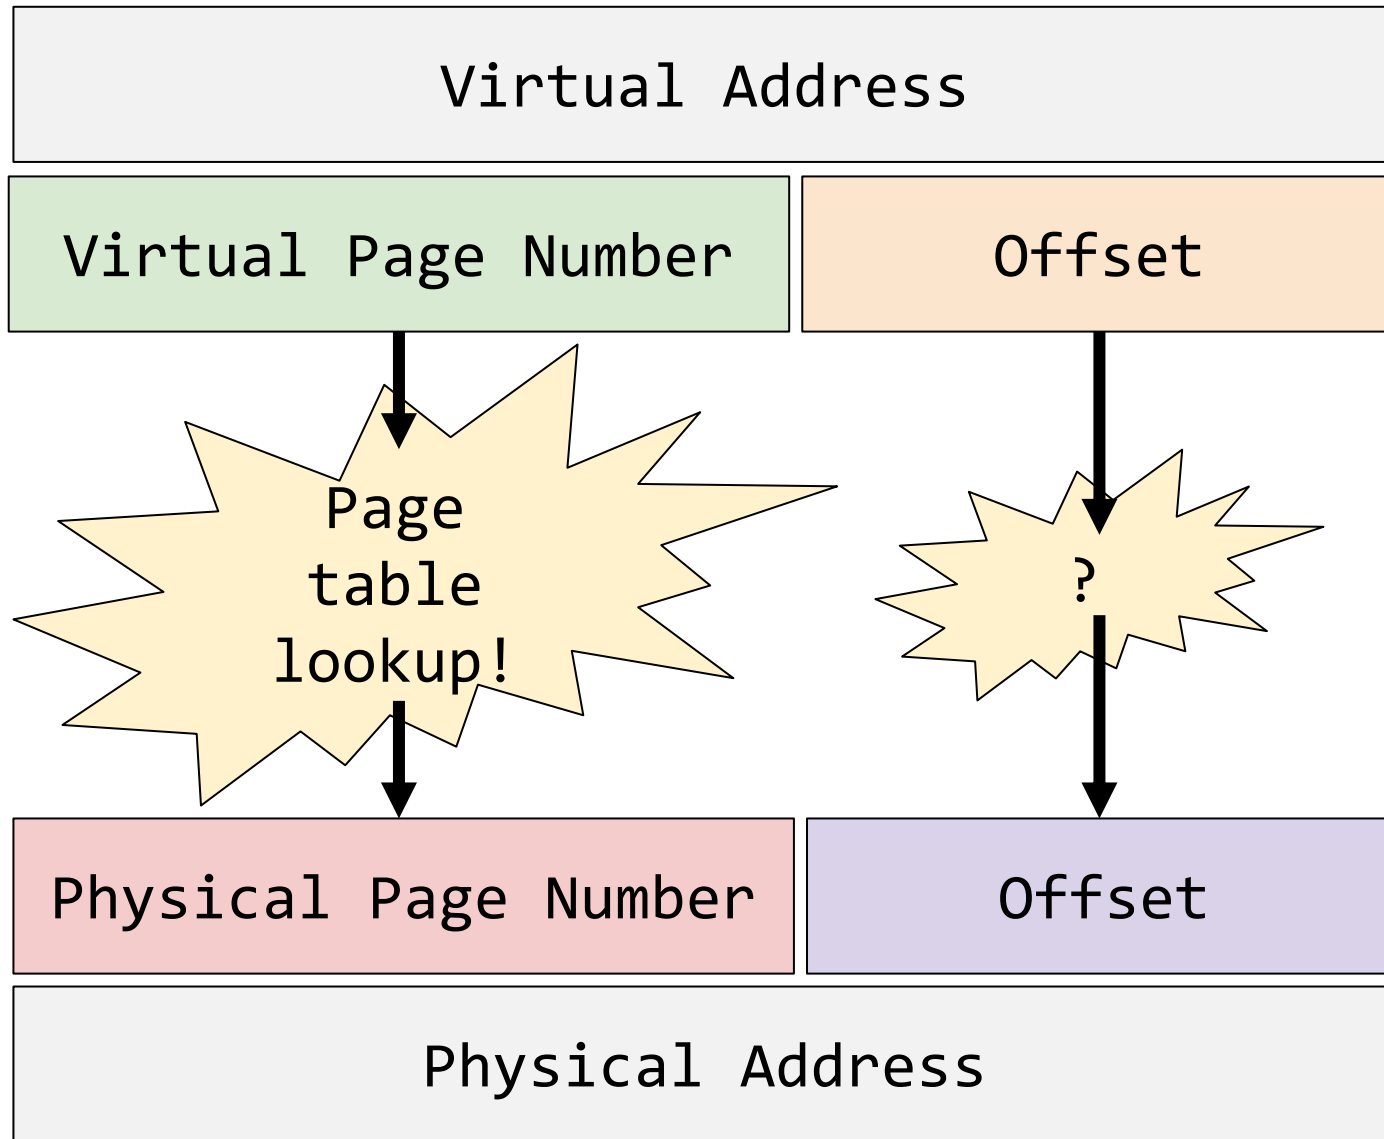 Virtual Address
Virtual Page Number
Offset
Page
table
lookup!
?
Physical Page Number
Offset
Physical Address